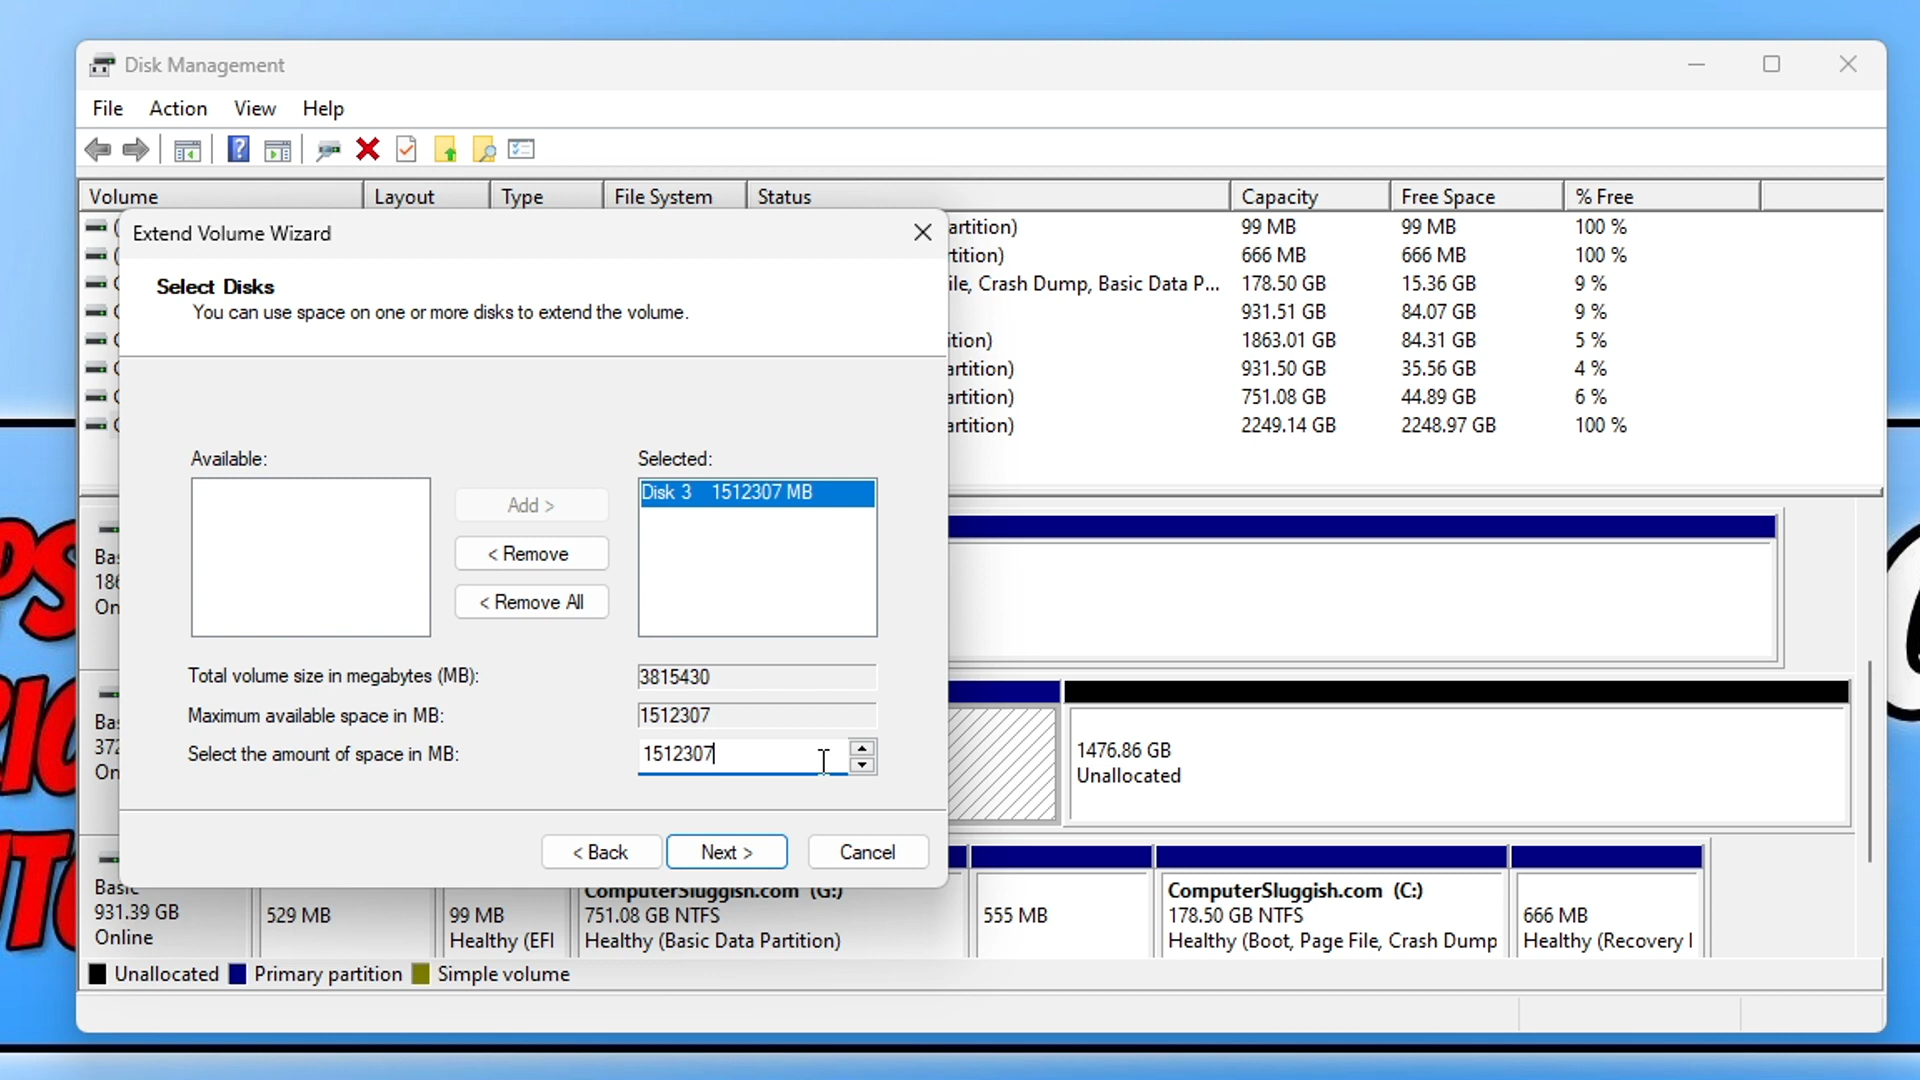 Disk Management
File Action View Help
Volume Layout Type File System Status Capacity Free Space % Free
artition) 99 MB 99 MB 100 %
tition) 666 MB 666 MB 100 %
ile, Crash Dump, Basic Data P... 178.50 GB 15.36 GB 9 %
931.51 GB 84.07 GB 9 %
ition) 1863.01 GB 84.31 GB 5 %
artition) 931.50 GB 35.56 GB 4 %
artition) 751.08 GB 44.89 GB 6 %
artition) 2249.14 GB 2248.97 GB 100 %
Extend Volume Wizard
Select Disks
You can use space on one or more disks to extend the volume.
Available: Selected:
Disk 3 1512307 MB
Add >
< Remove
< Remove All
Total volume size in megabytes (MB): 3815430
Maximum available space in MB: 1512307
Select the amount of space in MB: 1512307
< Back Next > Cancel
Bas
186
On
Bas
372
On
1476.86 GB
Unallocated
Basic
931.39 GB
Online
529 MB
99 MB
Healthy (EFI
ComputerSluggish.com (G:)
751.08 GB NTFS
Healthy (Basic Data Partition)
555 MB
ComputerSluggish.com (C:)
178.50 GB NTFS
Healthy (Boot, Page File, Crash Dump
666 MB
Healthy (Recovery I
Unallocated Primary partition Simple volume